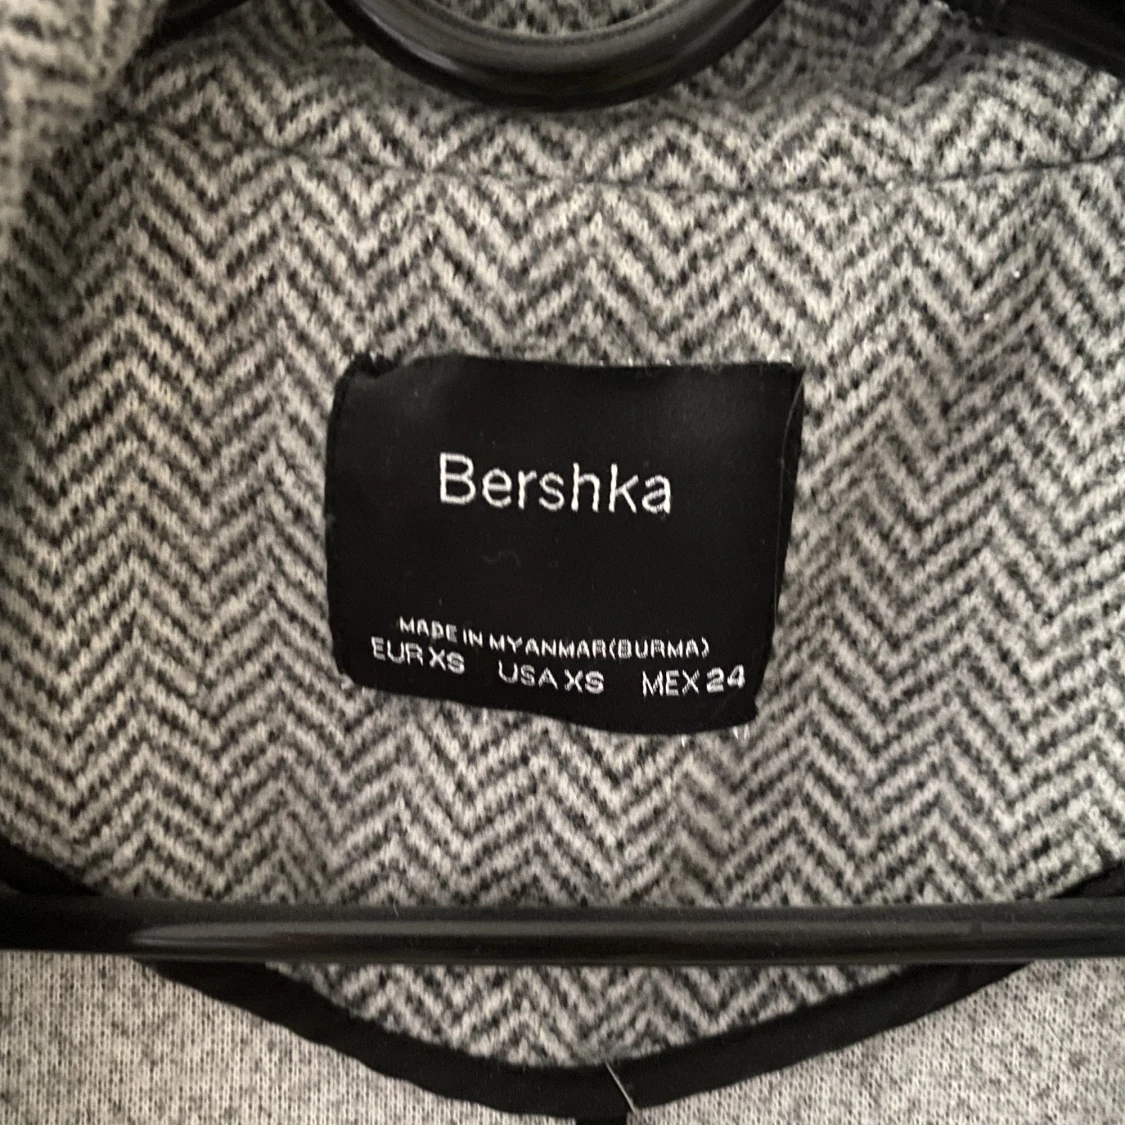 Bershka
MADE IN MYANMAR(BURMA)
EUR XS USA XS MEX 24